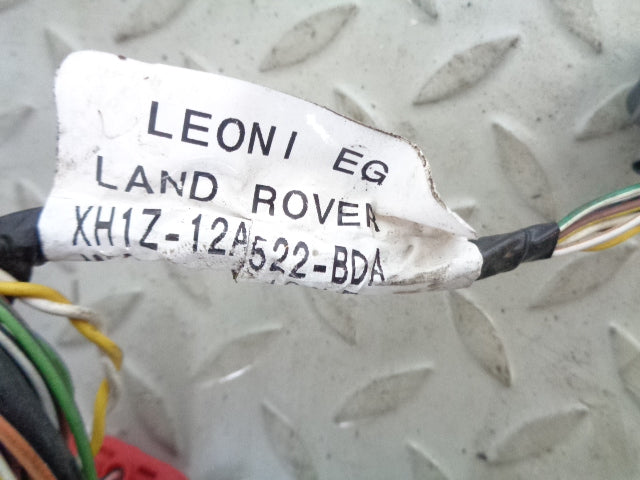 LEONI EG
LAND ROVER
XH1Z-12A522-BDA